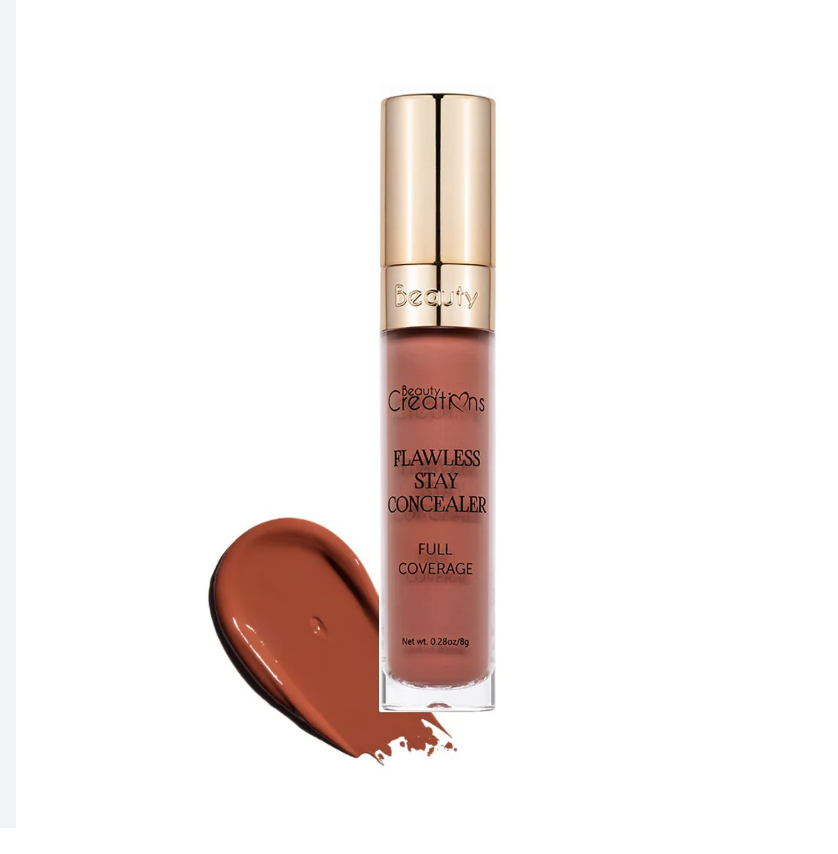 Beauty
Beauty
Creations
FLAWLESS
STAY
CONCEALER
FULL
COVERAGE
Net wt. 0.28oz/8g